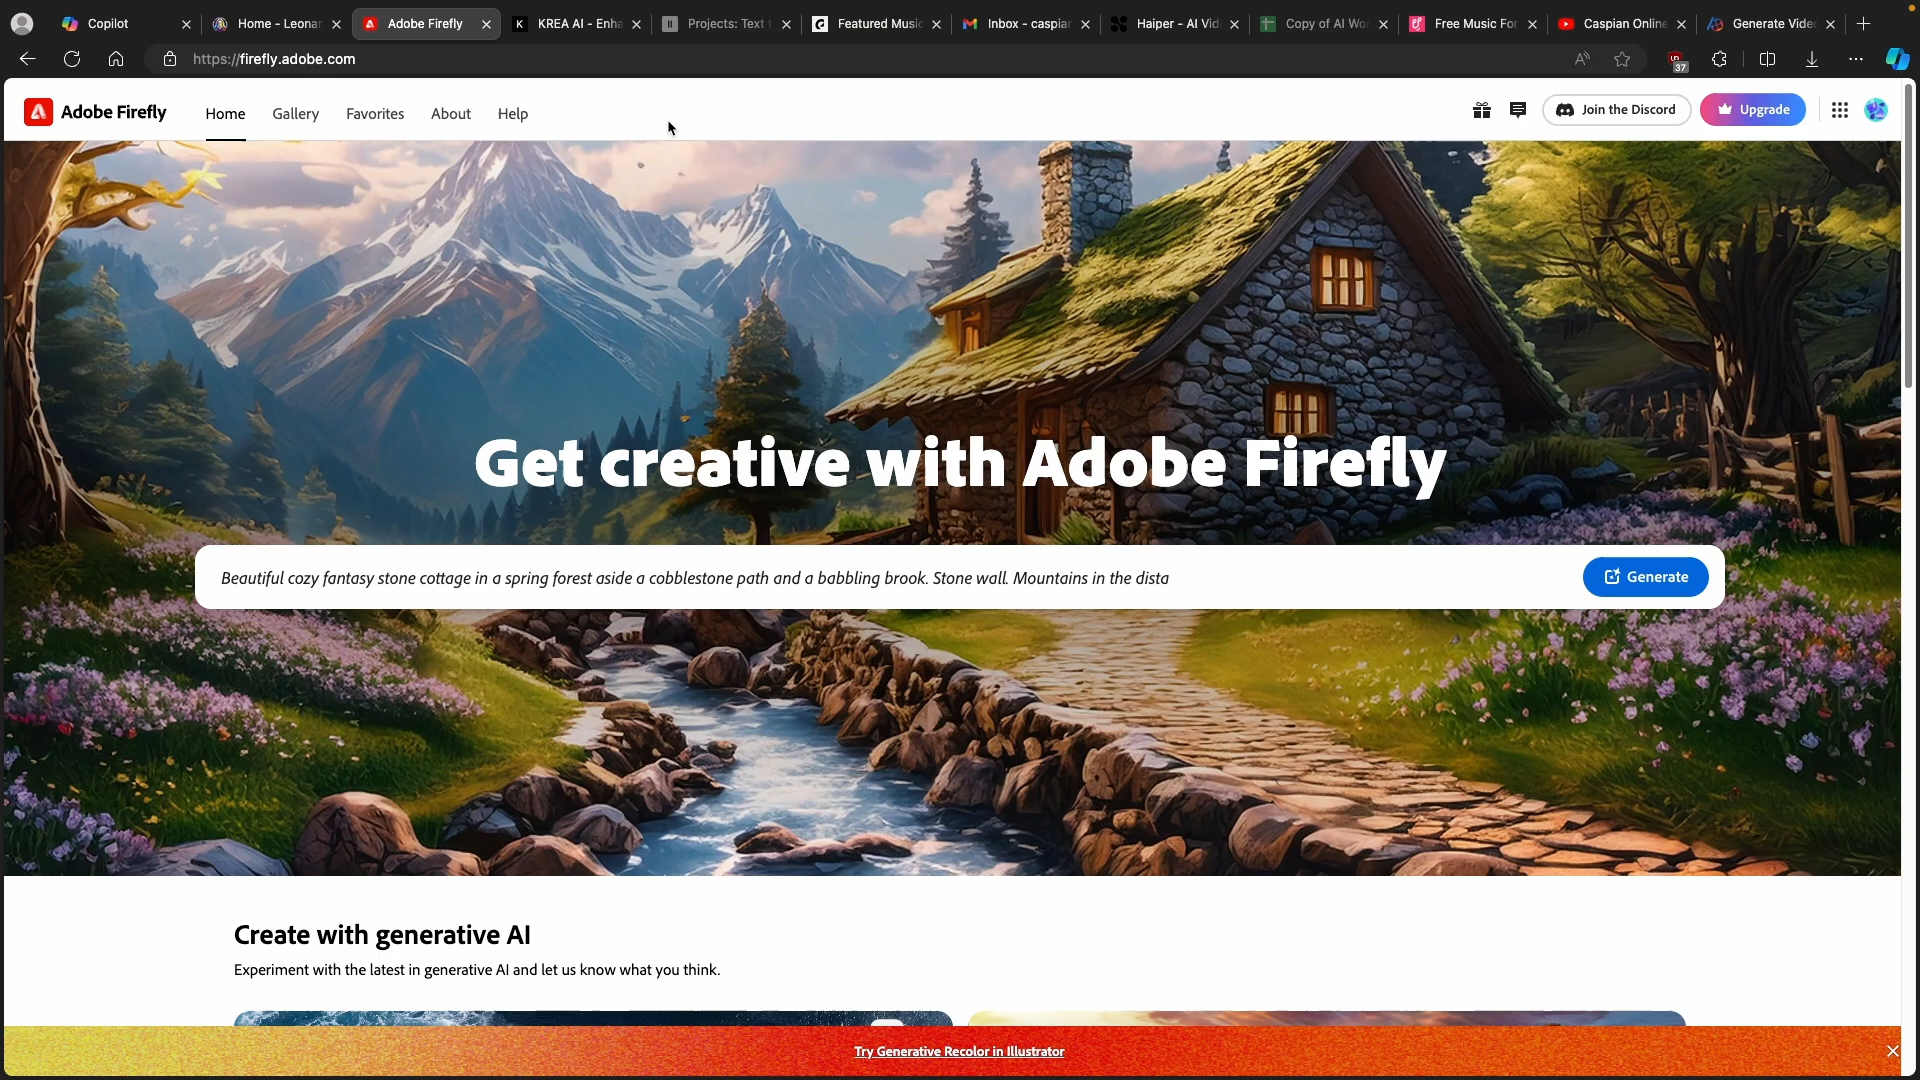 Copilot
Home - Leonar
Adobe Firefly
KREA AI - Enha
Projects: Text t
Featured Music
Inbox - caspian
Haiper - AI Vid
Copy of AI Wor
Free Music For
Caspian Online
Generate Video
https://firefly.adobe.com
37
Adobe Firefly
Home
Gallery
Favorites
About
Help
Join the Discord
Upgrade
Get creative with Adobe Firefly
Beautiful cozy fantasy stone cottage in a spring forest aside a cobblestone path and a babbling brook. Stone wall. Mountains in the dista
Generate
Create with generative AI
Experiment with the latest in generative AI and let us know what you think.
Try Generative Recolor in Illustrator